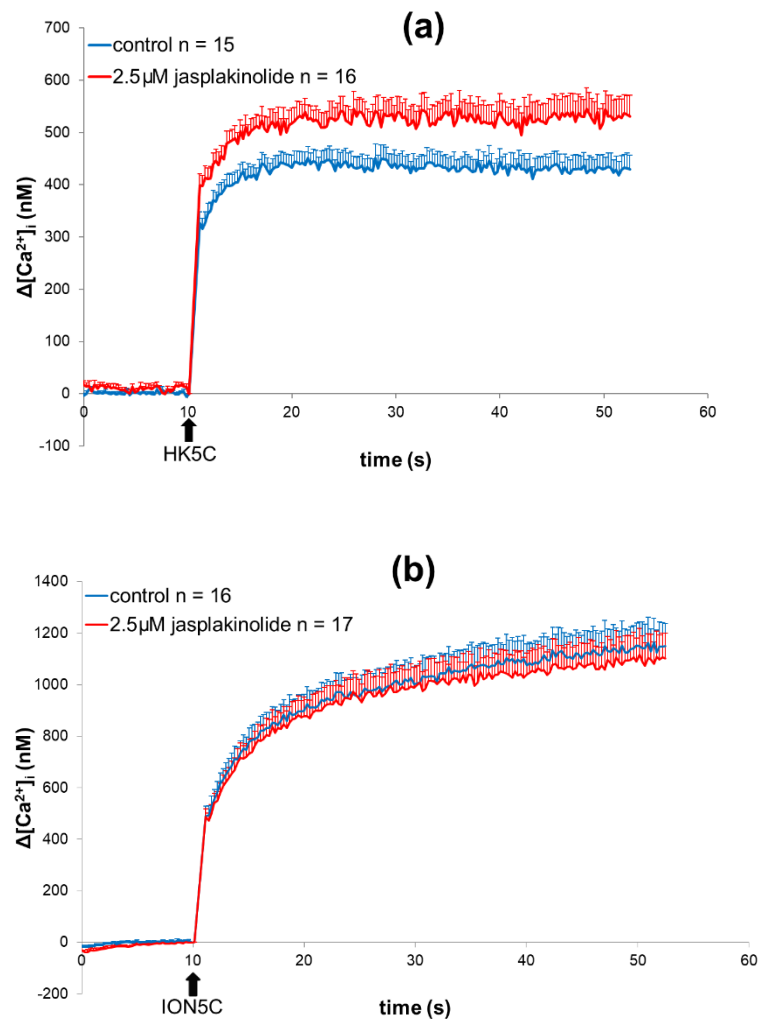 (a)
700
control n = 15
2.5µM jasplakinolide n = 16
600
500
400
300
200
100
0
-100
Δ[Ca²⁺]ᵢ (nM)
0 10 20 30 40 50 60
HK5C
time (s)
(b)
1400
control n = 16
2.5µM jasplakinolide n = 17
1200
1000
800
600
400
200
0
-200
Δ[Ca²⁺]ᵢ (nM)
0 10 20 30 40 50 60
ION5C
time (s)